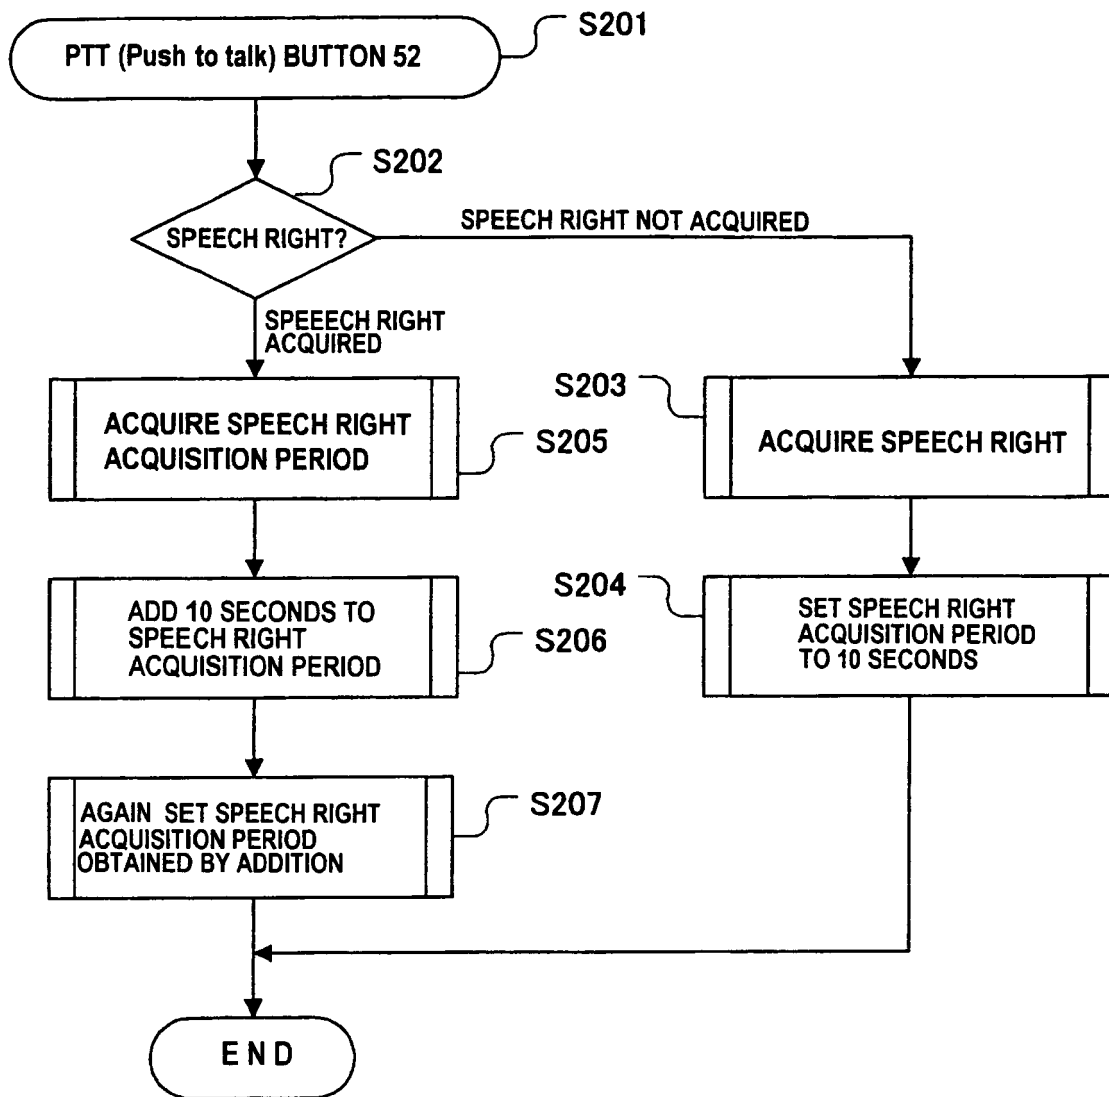 S201
PTT (Push to talk) BUTTON 52
S202
SPEECH RIGHT?
SPEECH RIGHT NOT ACQUIRED
SPEEECH RIGHT
ACQUIRED
ACQUIRE SPEECH RIGHT
ACQUISITION PERIOD
S205
S203
ACQUIRE SPEECH RIGHT
ADD 10 SECONDS TO
SPEECH RIGHT
ACQUISITION PERIOD
S206
S204
SET SPEECH RIGHT
ACQUISITION PERIOD
TO 10 SECONDS
AGAIN SET SPEECH RIGHT
ACQUISITION PERIOD
OBTAINED BY ADDITION
S207
END